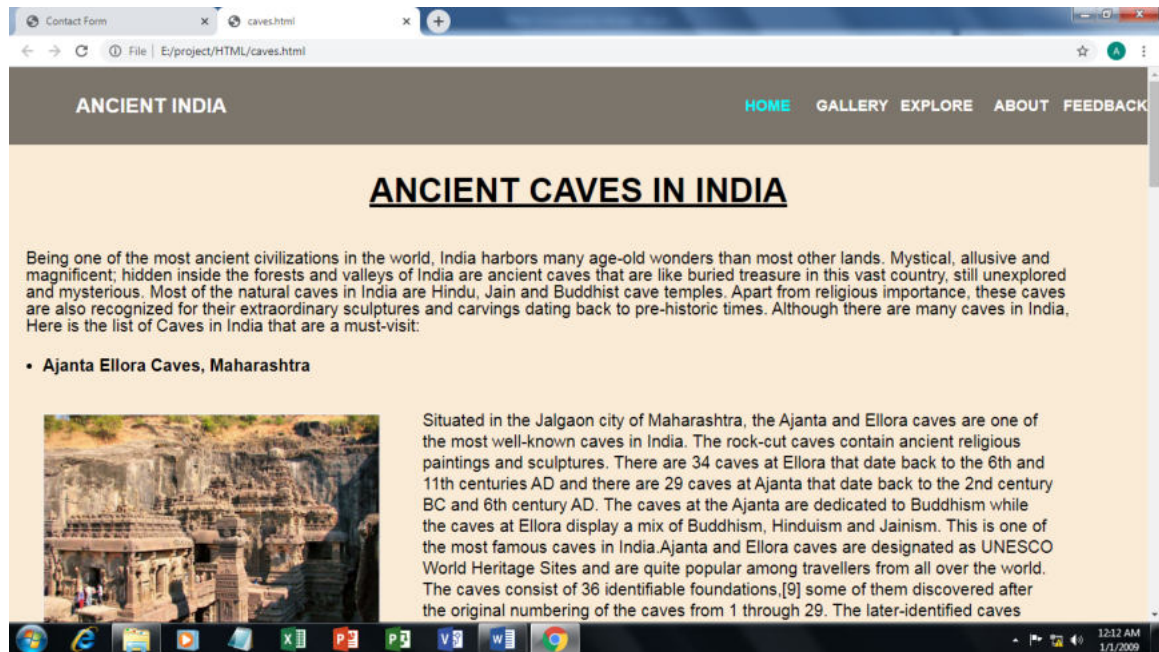 Contact Form
caves.html
File | E:/project/HTML/caves.html
A
ANCIENT INDIA
HOME GALLERY EXPLORE ABOUT FEEDBACK
ANCIENT CAVES IN INDIA
Being one of the most ancient civilizations in the world, India harbors many age-old wonders than most other lands. Mystical, allusive and
magnificent; hidden inside the forests and valleys of India are ancient caves that are like buried treasure in this vast country, still unexplored
and mysterious. Most of the natural caves in India are Hindu, Jain and Buddhist cave temples. Apart from religious importance, these caves
are also recognized for their extraordinary sculptures and carvings dating back to pre-historic times. Although there are many caves in India,
Here is the list of Caves in India that are a must-visit:
• Ajanta Ellora Caves, Maharashtra
Situated in the Jalgaon city of Maharashtra, the Ajanta and Ellora caves are one of
the most well-known caves in India. The rock-cut caves contain ancient religious
paintings and sculptures. There are 34 caves at Ellora that date back to the 6th and
11th centuries AD and there are 29 caves at Ajanta that date back to the 2nd century
BC and 6th century AD. The caves at the Ajanta are dedicated to Buddhism while
the caves at Ellora display a mix of Buddhism, Hinduism and Jainism. This is one of
the most famous caves in India.Ajanta and Ellora caves are designated as UNESCO
World Heritage Sites and are quite popular among travellers from all over the world.
The caves consist of 36 identifiable foundations,[9] some of them discovered after
the original numbering of the caves from 1 through 29. The later-identified caves
12:12 AM
1/1/2009